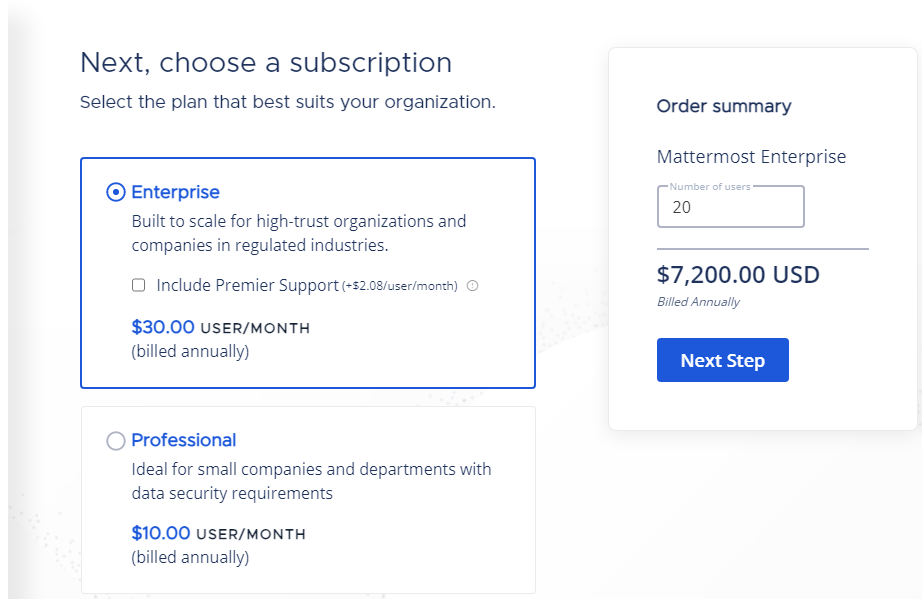 Next, choose a subscription
Select the plan that best suits your organization.
Enterprise
Built to scale for high-trust organizations and
companies in regulated industries.
Include Premier Support (+$2.08/user/month)
$30.00 USER/MONTH
(billed annually)
Professional
Ideal for small companies and departments with
data security requirements
$10.00 USER/MONTH
(billed annually)
Order summary
Mattermost Enterprise
Number of users
20
$7,200.00 USD
Billed Annually
Next Step